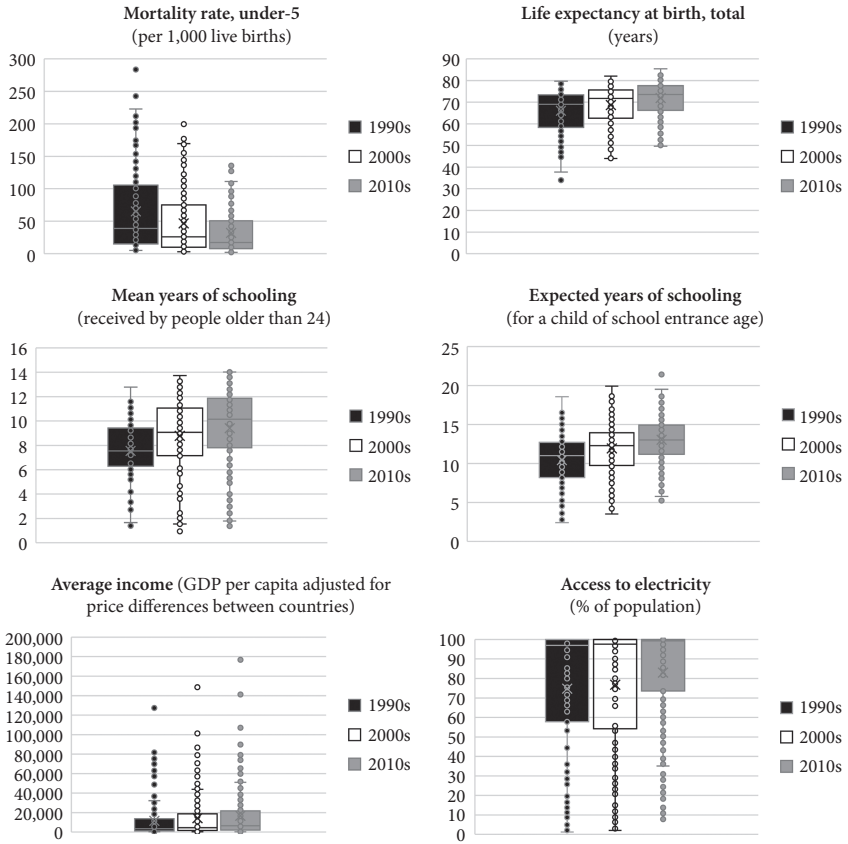 Mortality rate, under-5
(per 1,000 live births)
300
250
200
150
100
50
0
1990s
2000s
2010s
Life expectancy at birth, total
(years)
90
80
70
60
50
40
30
20
10
0
1990s
2000s
2010s
Mean years of schooling
(received by people older than 24)
16
14
12
10
8
6
4
2
0
1990s
2000s
2010s
Expected years of schooling
(for a child of school entrance age)
25
20
15
10
5
0
1990s
2000s
2010s
Average income (GDP per capita adjusted for
price differences between countries)
200,000
180,000
160,000
140,000
120,000
100,000
80,000
60,000
40,000
20,000
0
1990s
2000s
2010s
Access to electricity
(% of population)
100
90
80
70
60
50
40
30
20
10
0
1990s
2000s
2010s